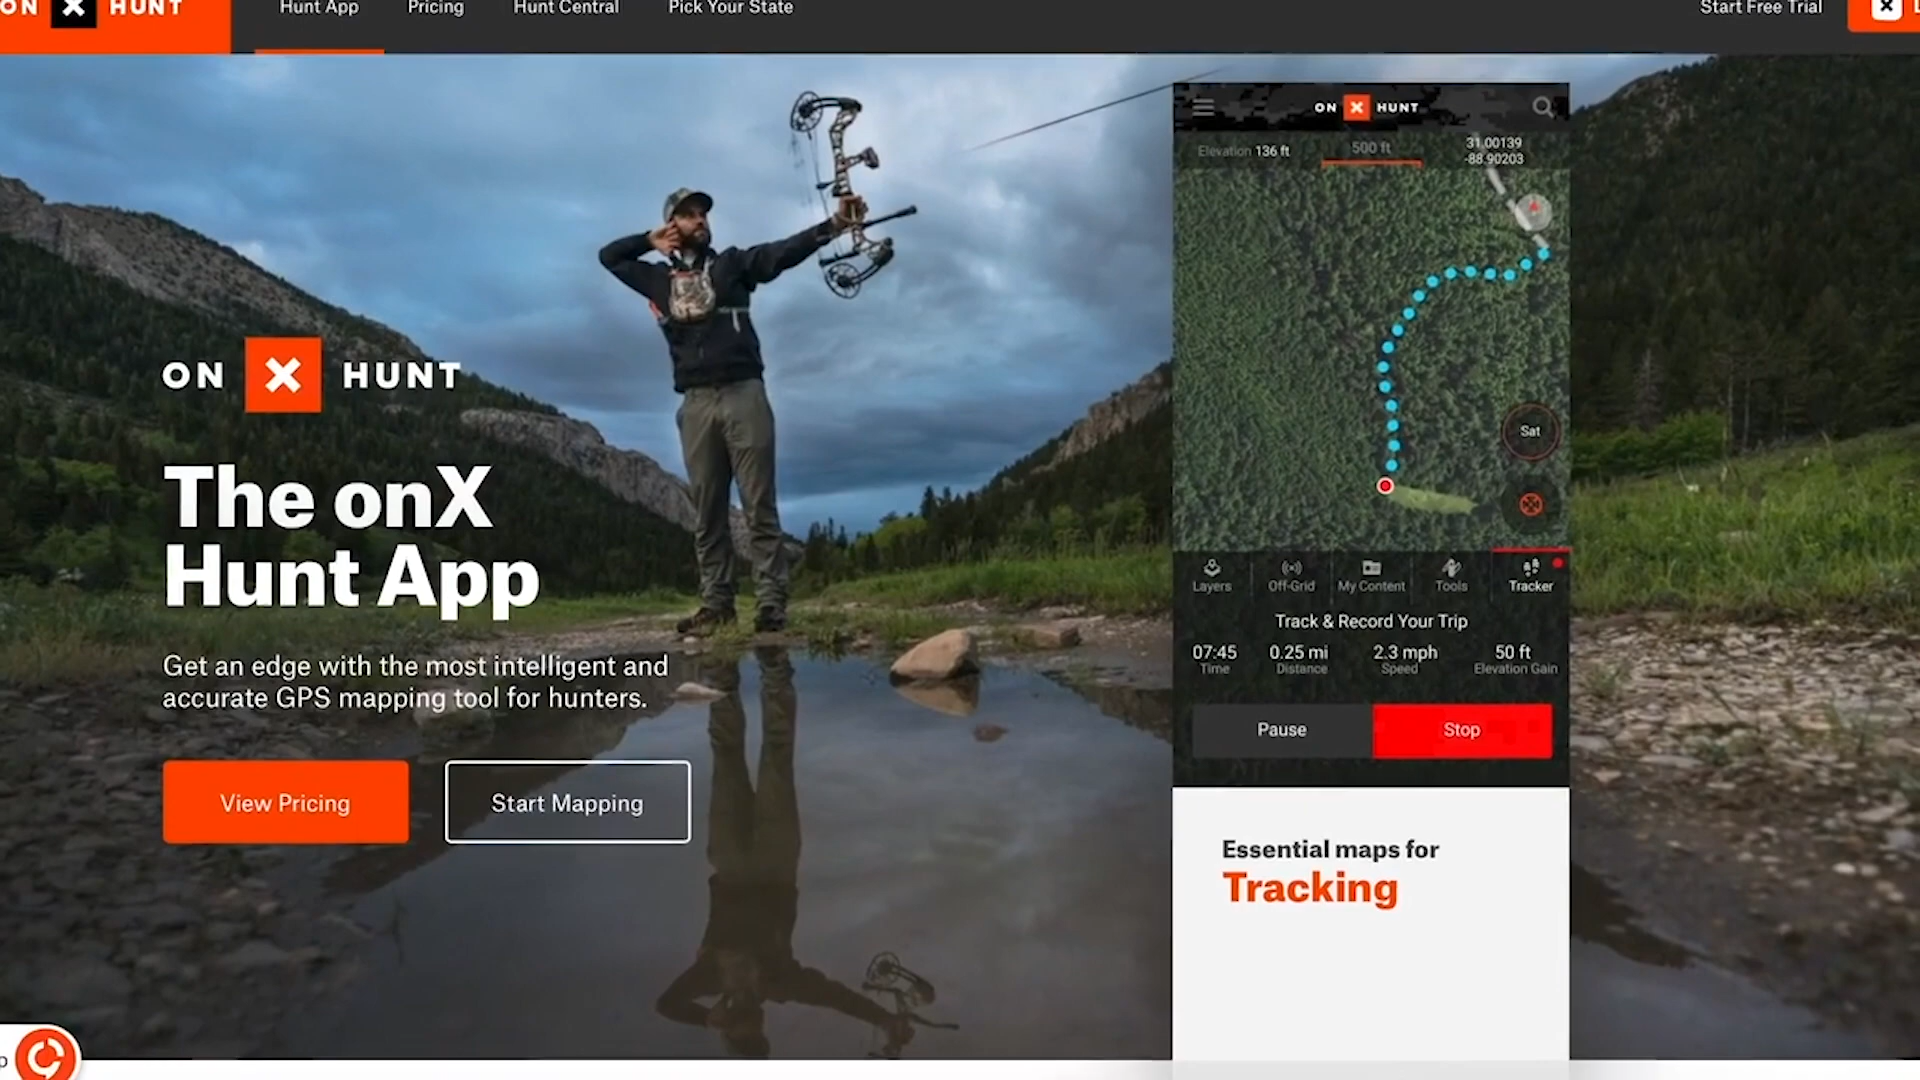 ON X HUNT
Hunt App
Pricing
Hunt Central
Pick Your State
Start Free Trial
ON X HUNT
The onX
Hunt App
Get an edge with the most intelligent and
accurate GPS mapping tool for hunters.
View Pricing
Start Mapping
ON X HUNT
Elevation 136 ft
500 ft
31.00139
-88.90203
Sat
Layers
Off-Grid
My Content
Tools
Tracker
Track & Record Your Trip
07:45
0.25 mi
2.3 mph
50 ft
Time
Distance
Speed
Elevation Gain
Pause
Stop
Essential maps for
Tracking